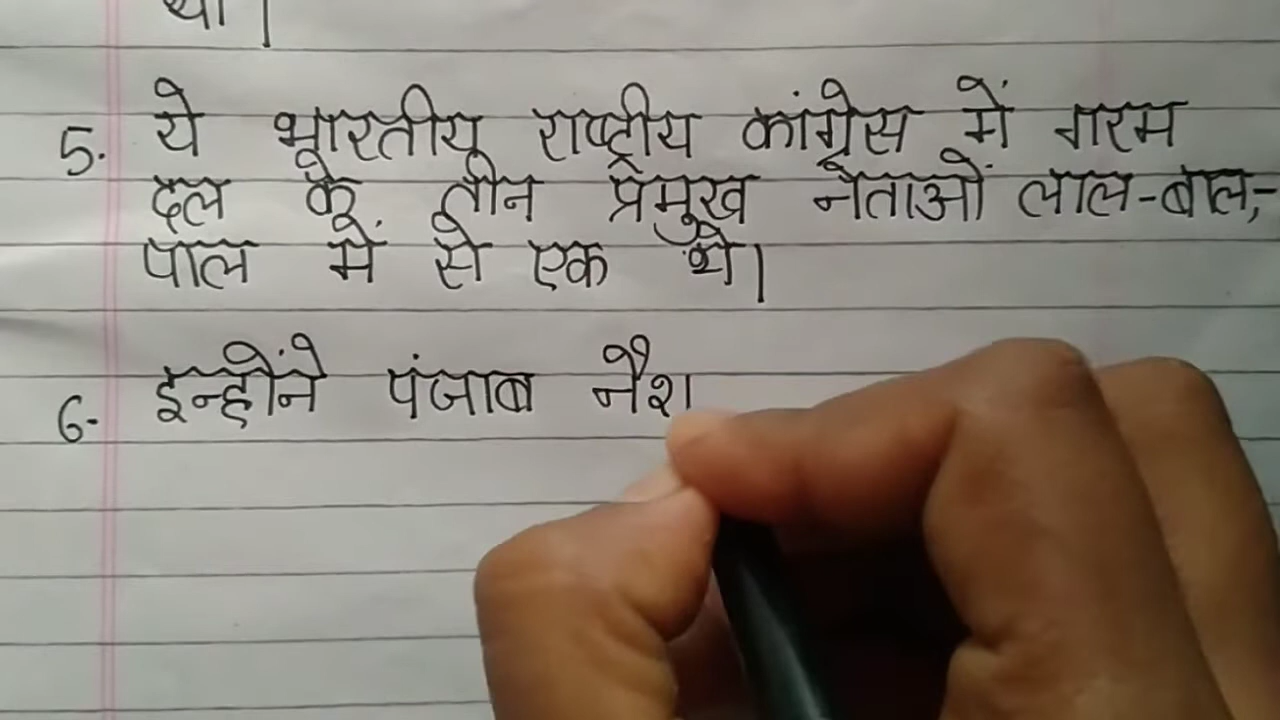 था।
5. ये भारतीय राष्ट्रीय कांग्रेस में गरम
दल के तीन प्रमुख नेताओं लाल-बाल,-
पाल में से एक थे।
6. इन्होंने पंजाब नैश